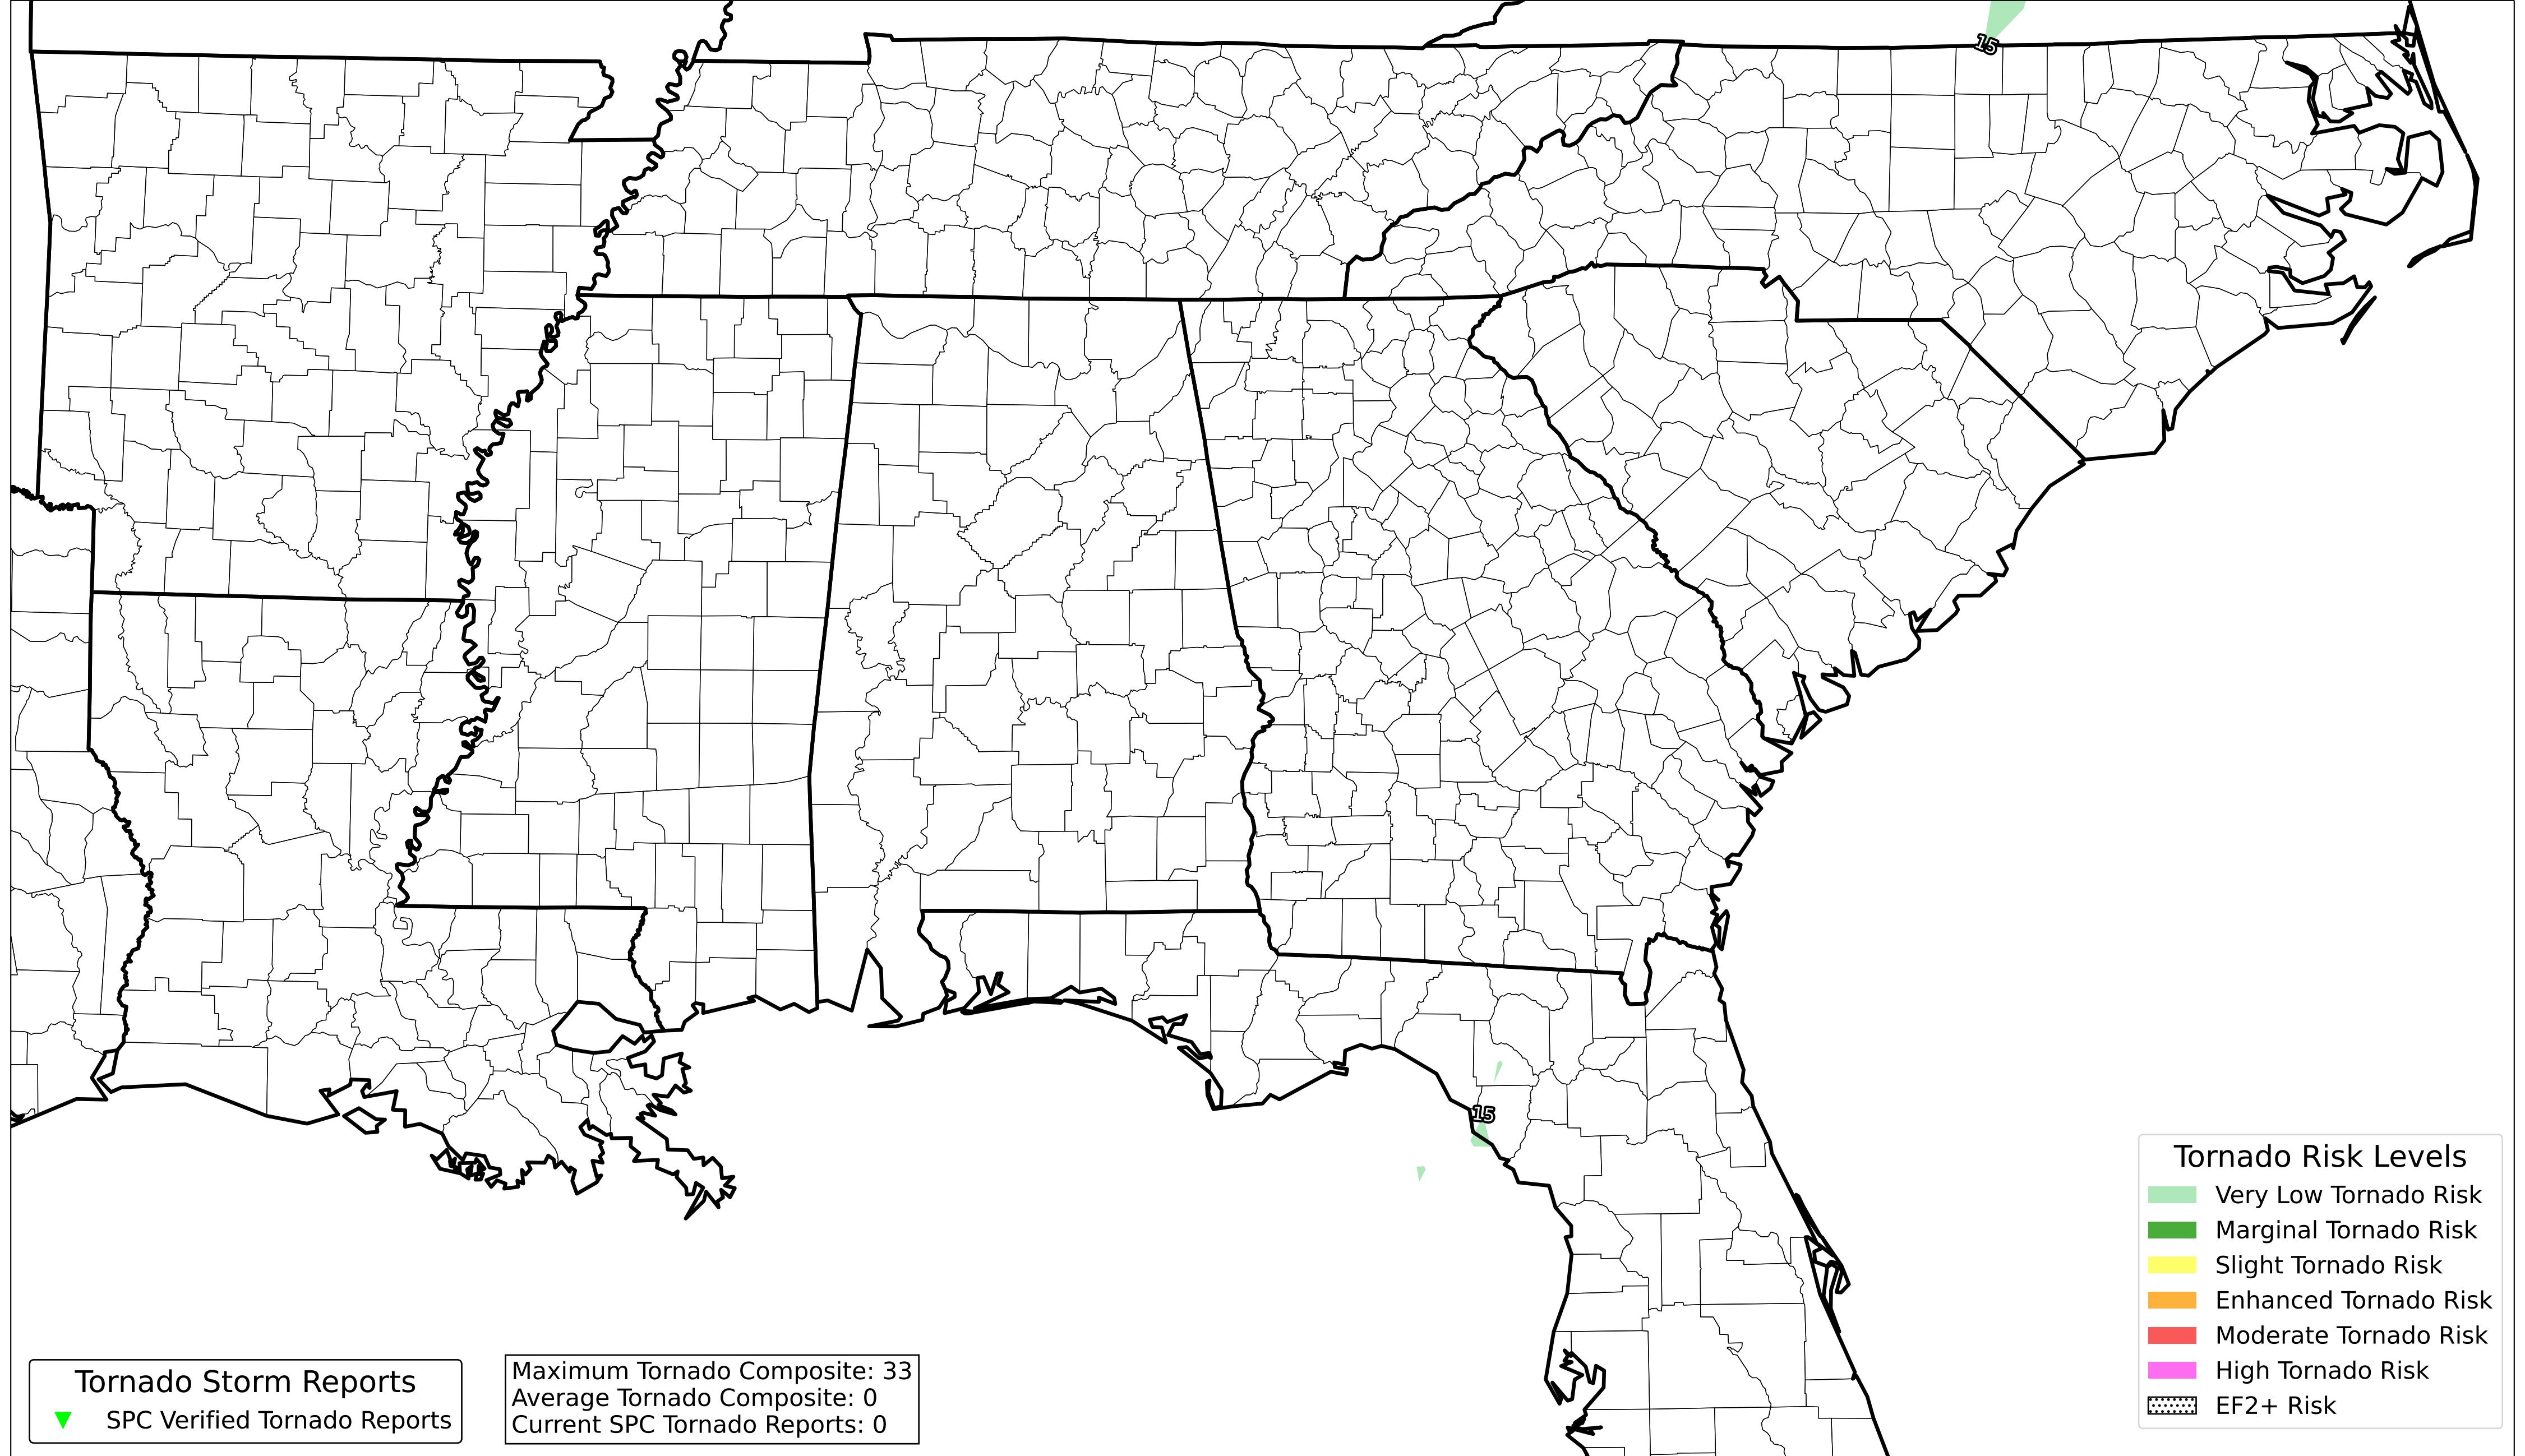 15
15
Tornado Risk Levels
Very Low Tornado Risk
Marginal Tornado Risk
Slight Tornado Risk
Enhanced Tornado Risk
Moderate Tornado Risk
High Tornado Risk
EF2+ Risk
Tornado Storm Reports
SPC Verified Tornado Reports
Maximum Tornado Composite: 33
Average Tornado Composite: 0
Current SPC Tornado Reports: 0